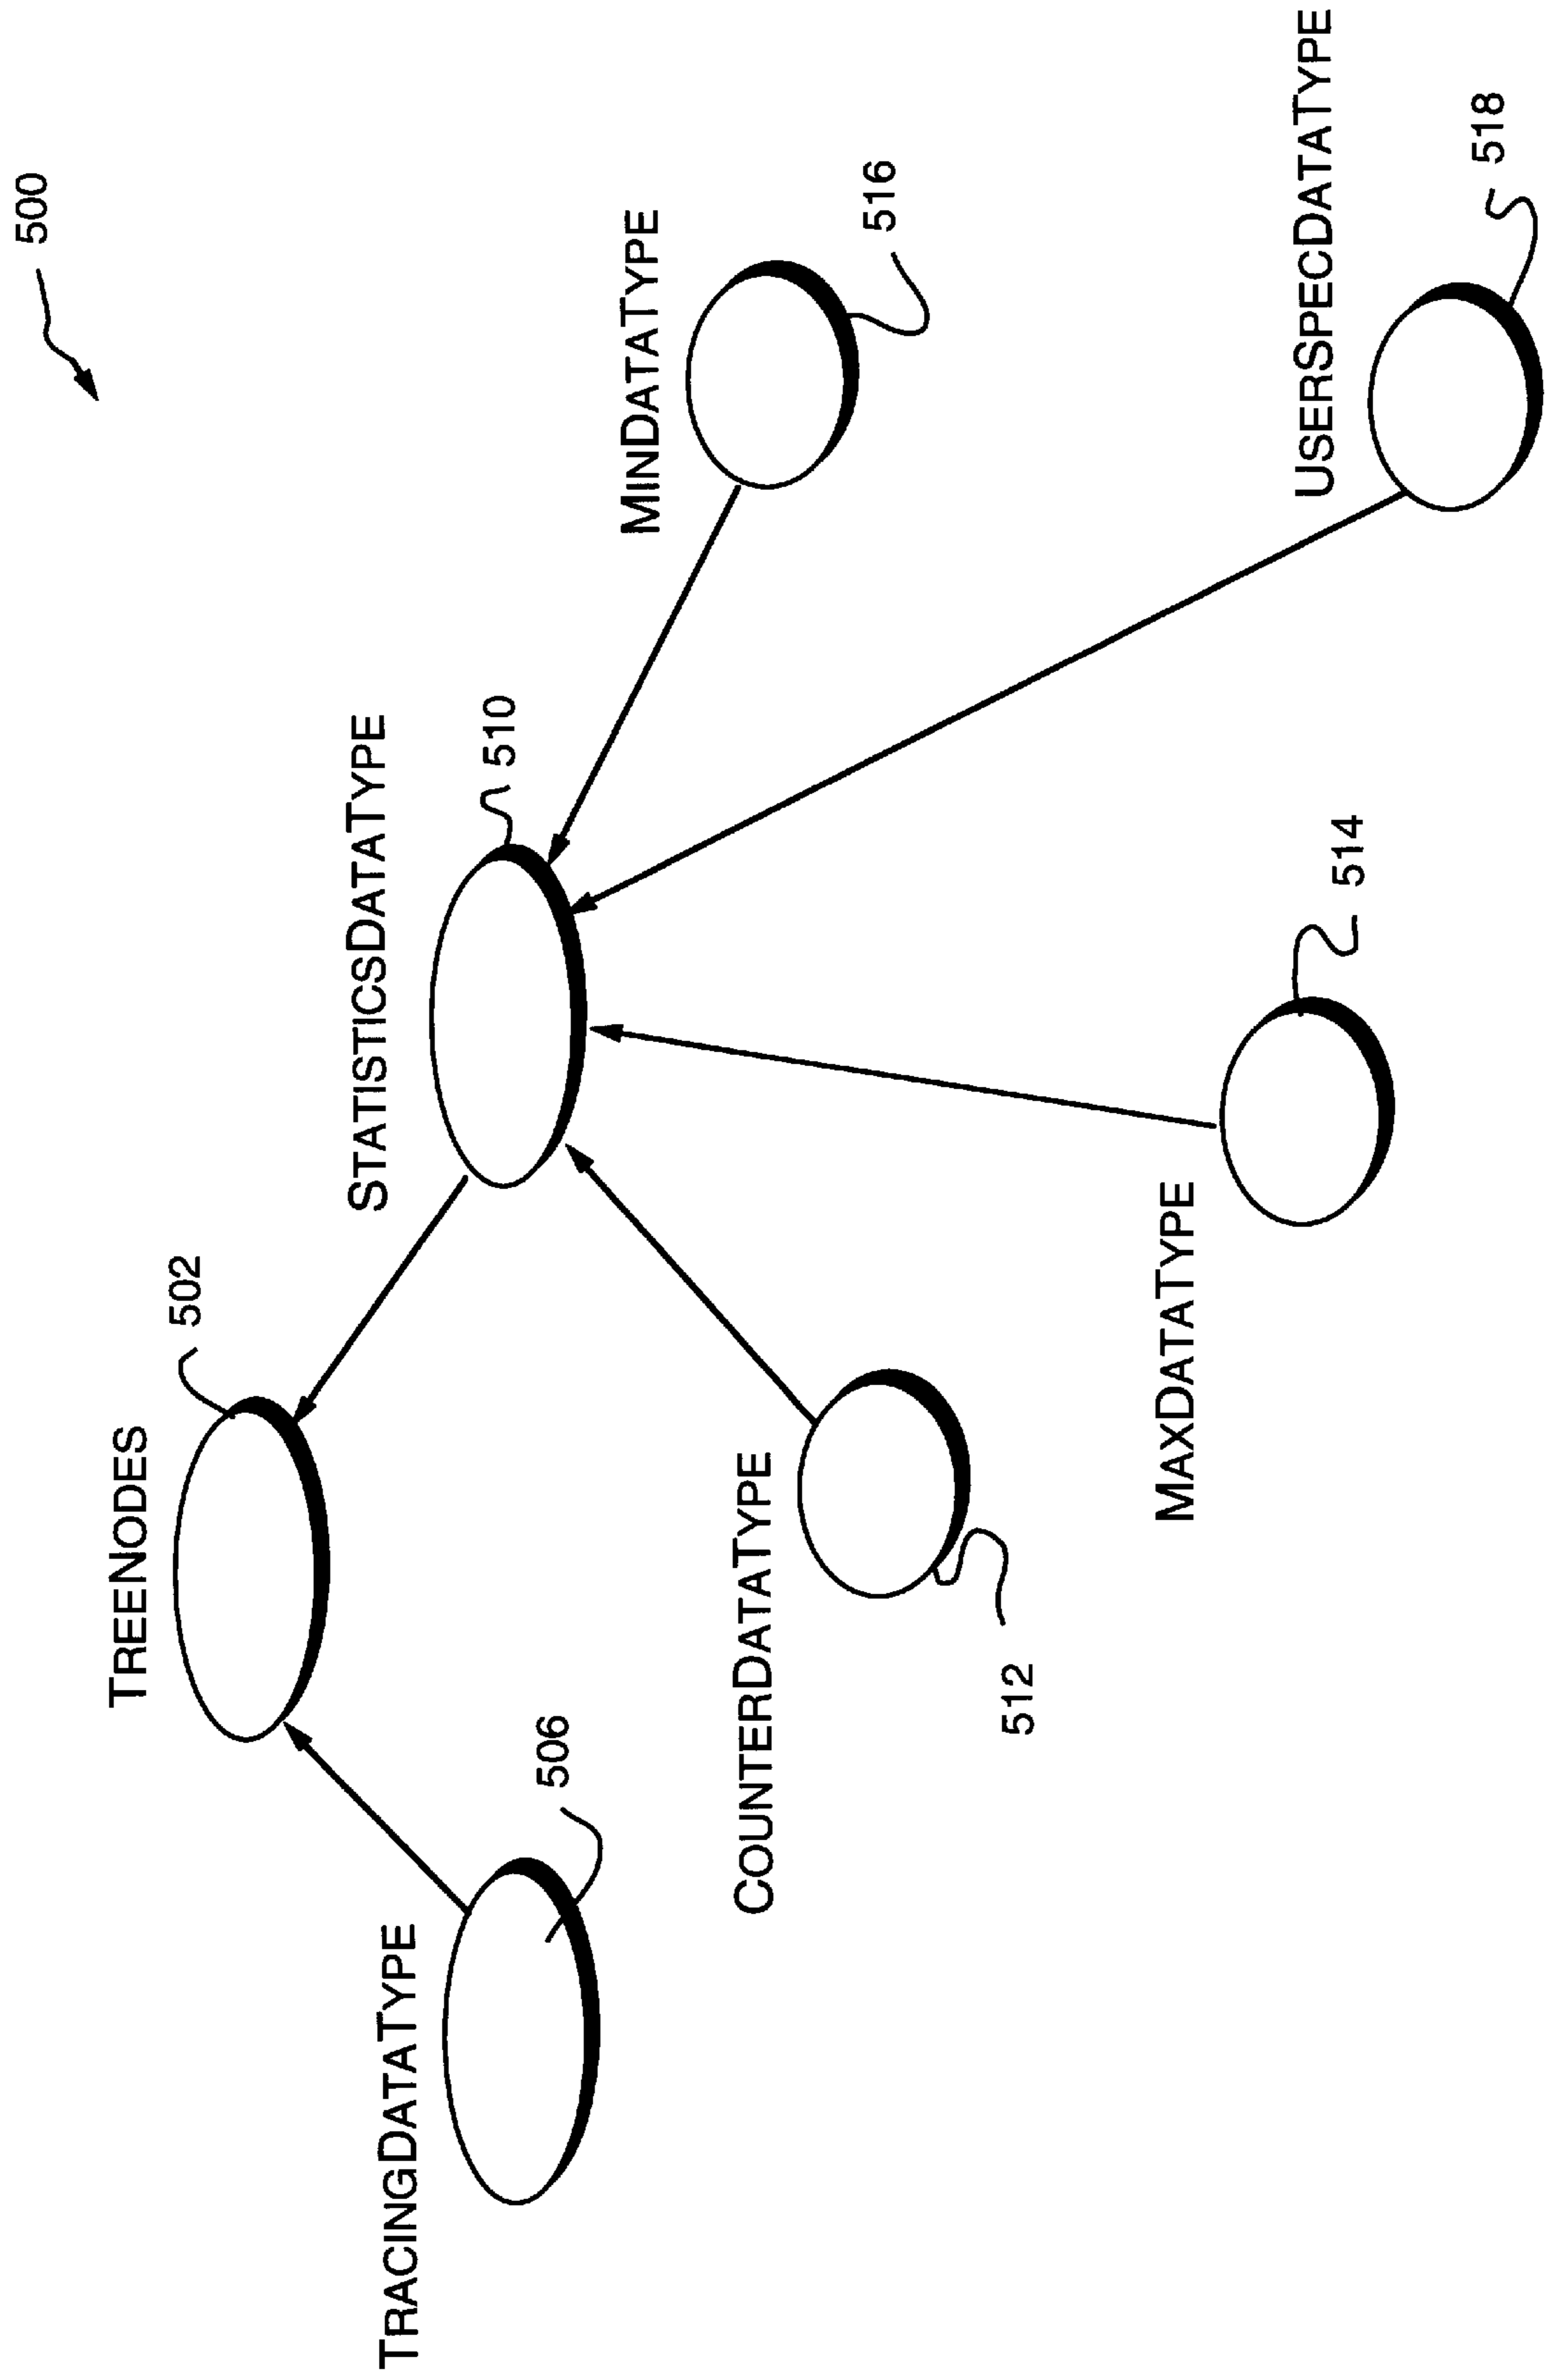 500
TREENODES
502
STATISTICSDATATYPE
510
TRACINGDATATYPE
506
MINDATATYPE
516
COUNTERDATATYPE
512
MAXDATATYPE
514
USERSPECDATATYPE
518